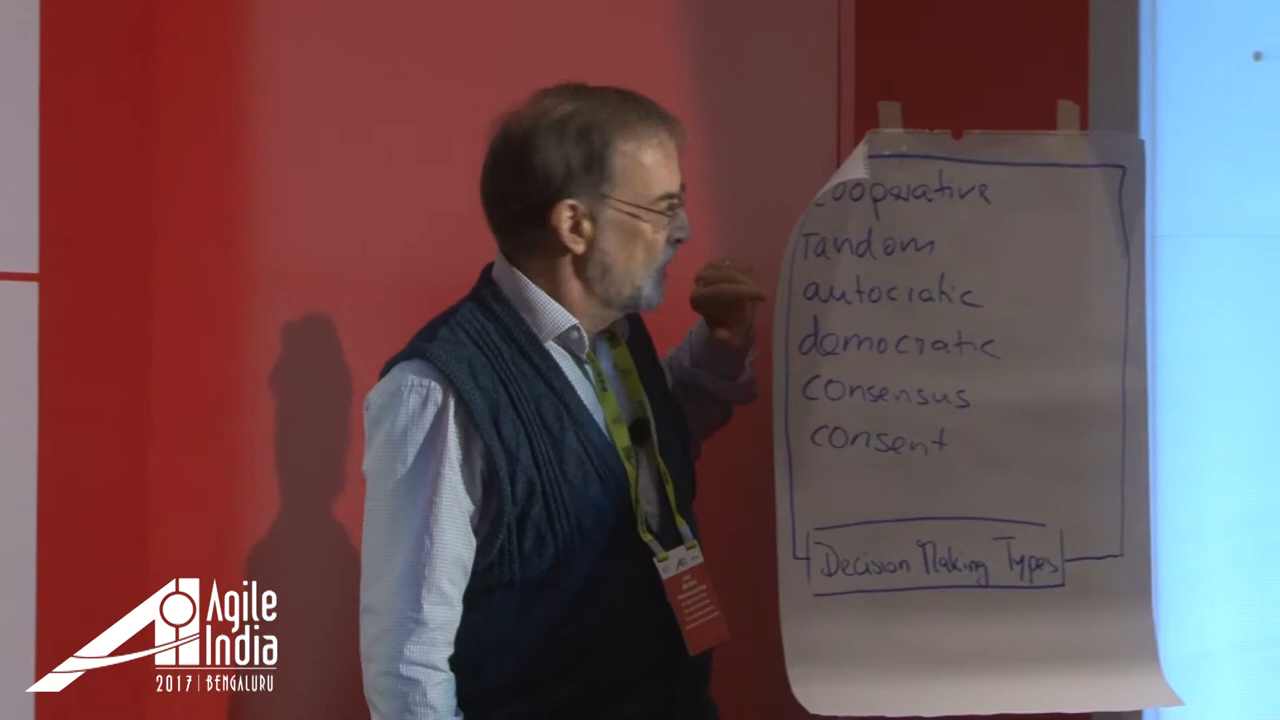 cooperative
random
autocratic
democratic
consensus
consent
Decision Making Types
Agile
India
2017 | BENGALURU